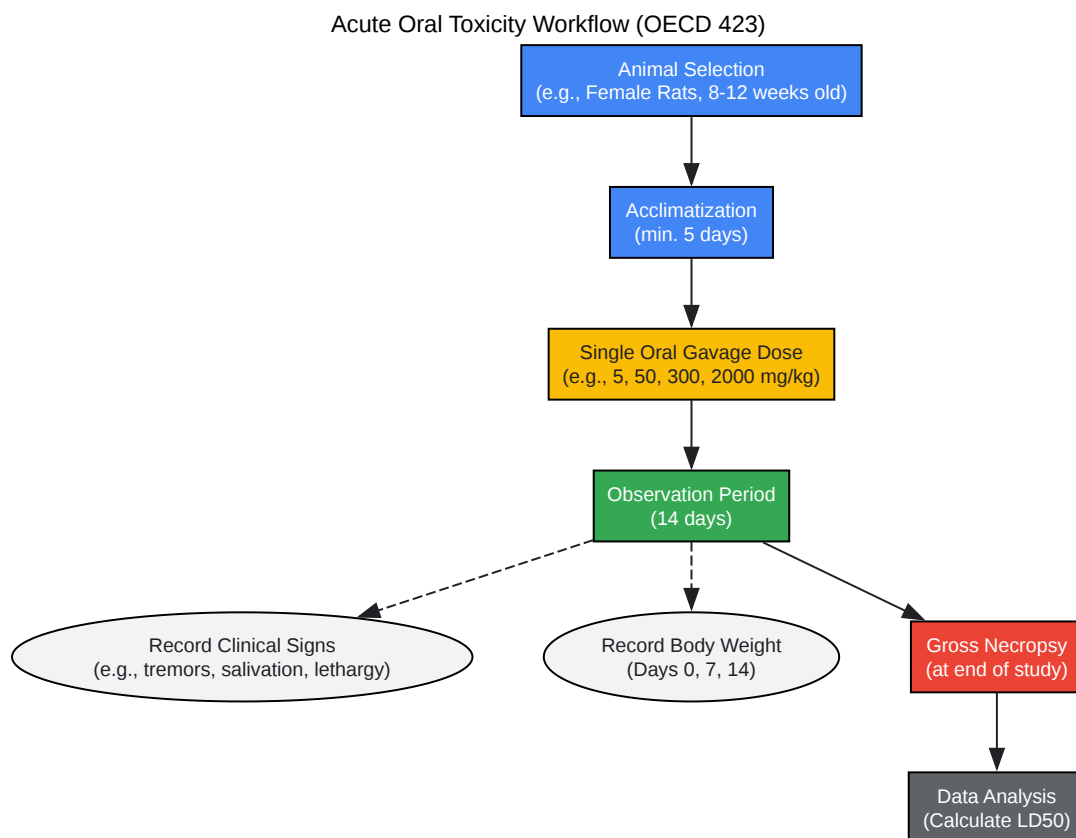 Acute Oral Toxicity Workflow (OECD 423)
Animal Selection
(e.g., Female Rats, 8-12 weeks old)
Acclimatization
(min. 5 days)
Single Oral Gavage Dose
(e.g., 5, 50, 300, 2000 mg/kg)
Observation Period
(14 days)
Record Clinical Signs
(e.g., tremors, salivation, lethargy)
Record Body Weight
(Days 0, 7, 14)
Gross Necropsy
(at end of study)
Data Analysis
(Calculate LD50)